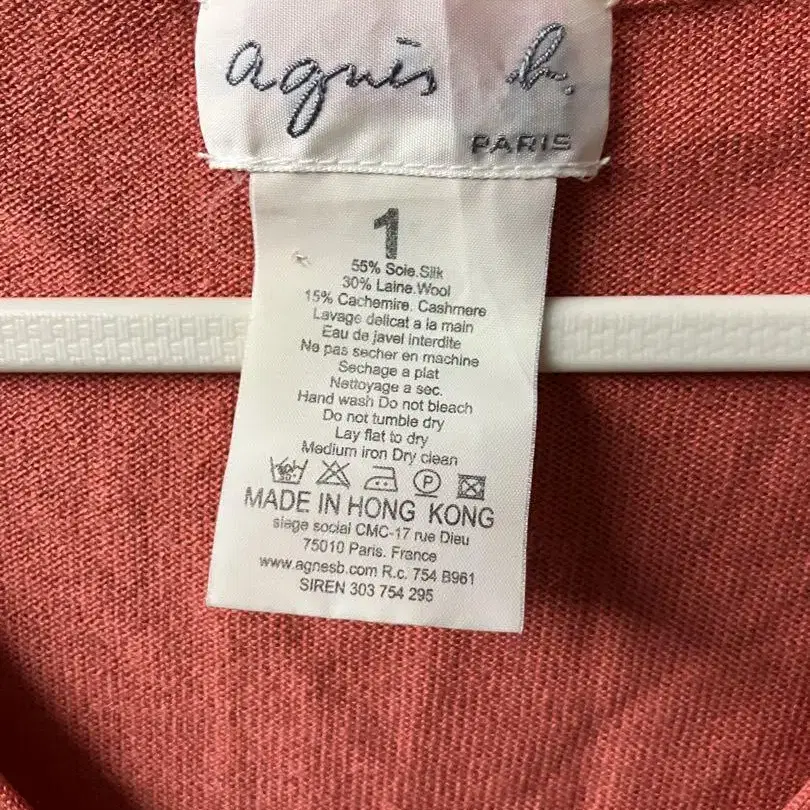 agnès b.
PARIS
1
55% Soie.Silk
30% Laine.Wool
15% Cachemire. Cashmere
Lavage delicat a la main
Eau de javel interdite
Ne pas secher en machine
Sechage a plat
Nettoyage a sec.
Hand wash Do not bleach
Do not tumble dry
Lay flat to dry
Medium iron Dry clean
P
MADE IN HONG KONG
siege social CMC-17 rue Dieu
75010 Paris. France
www.agnesb.com R.c. 754 B961
SIREN 303 754 295